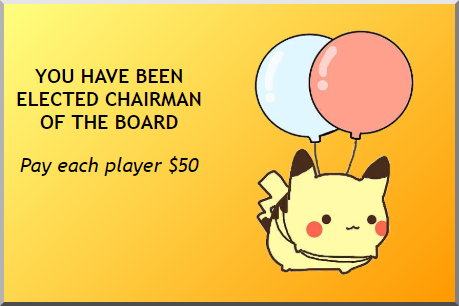 YOU HAVE BEEN
ELECTED CHAIRMAN
OF THE BOARD
Pay each player $50